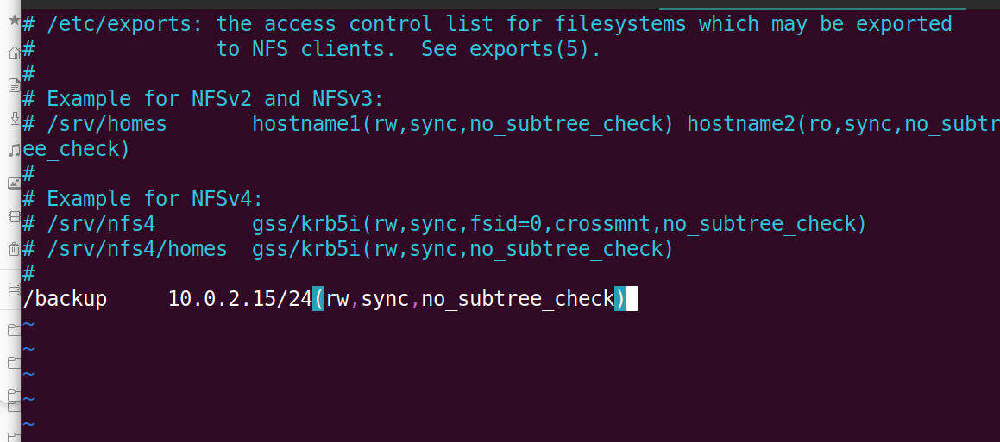 # /etc/exports: the access control list for filesystems which may be exported
#               to NFS clients.  See exports(5).
#
# Example for NFSv2 and NFSv3:
# /srv/homes       hostname1(rw,sync,no_subtree_check) hostname2(ro,sync,no_subtr
ee_check)
#
# Example for NFSv4:
# /srv/nfs4        gss/krb5i(rw,sync,fsid=0,crossmnt,no_subtree_check)
# /srv/nfs4/homes  gss/krb5i(rw,sync,no_subtree_check)
#
/backup     10.0.2.15/24(rw,sync,no_subtree_check)
~
~
~
~
~